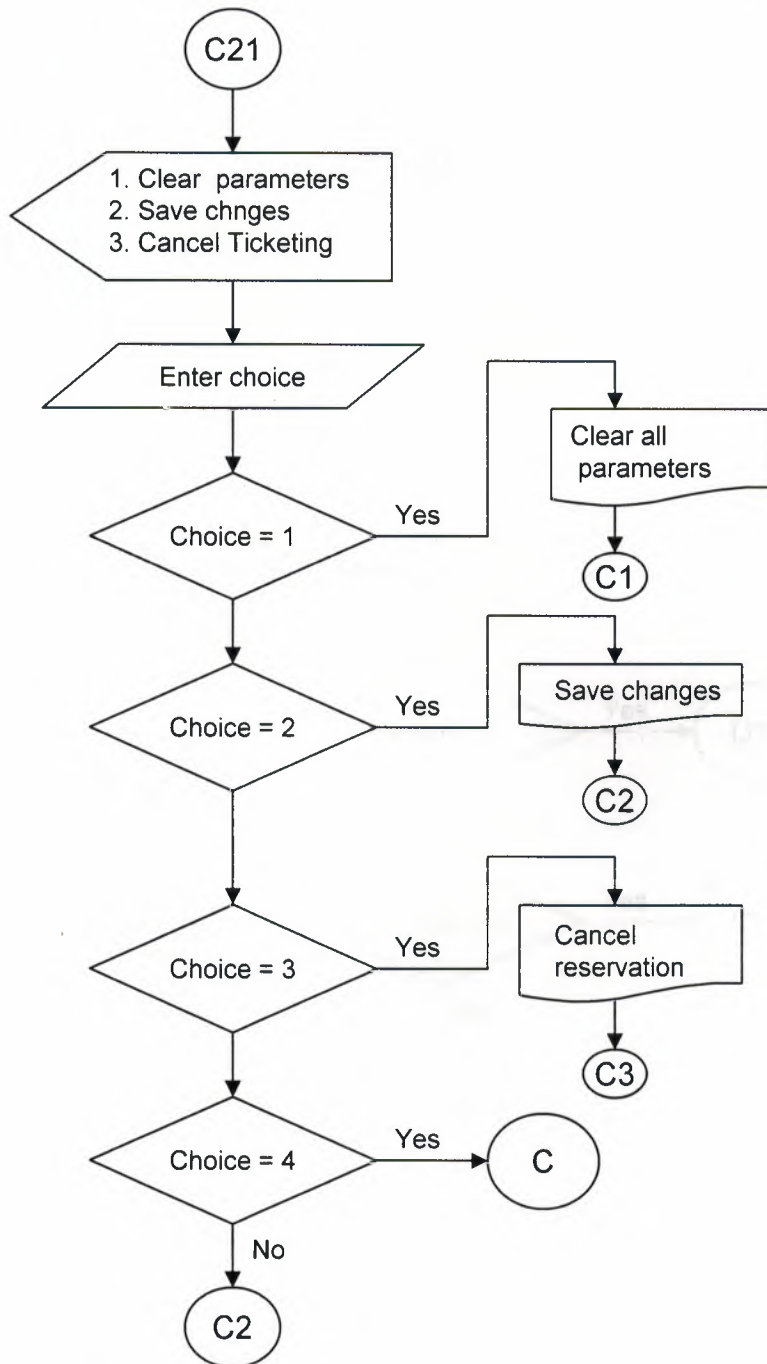 C21
1. Clear parameters
2. Save chnges
3. Cancel Ticketing
Enter choice
Choice = 1
Yes
Clear all
parameters
C1
Choice = 2
Yes
Save changes
C2
Choice = 3
Yes
Cancel
reservation
C3
Choice = 4
Yes
C
No
C2